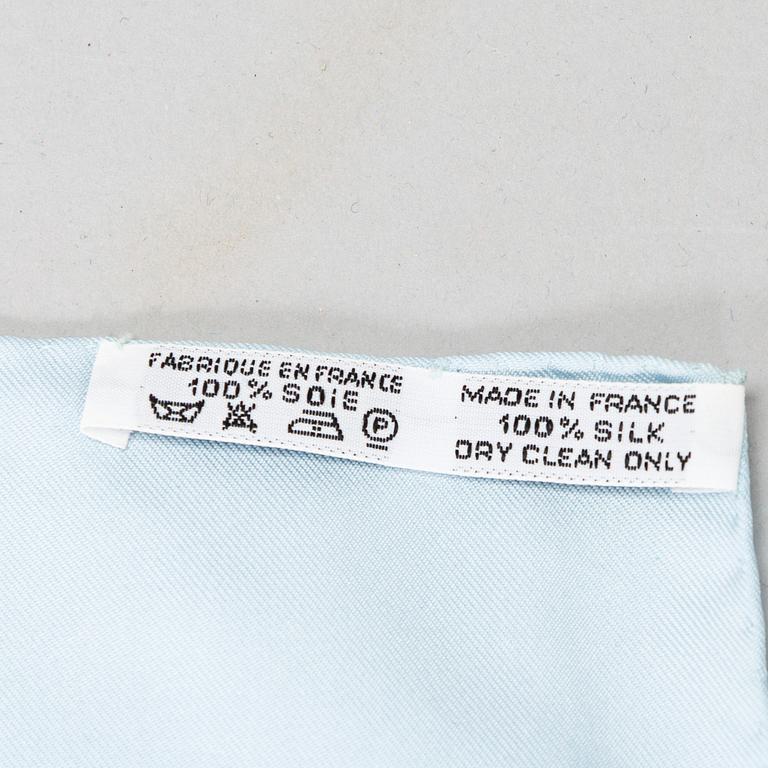 FABRIQUE EN FRANCE
100% SOIE
P
MADE IN FRANCE
100% SILK
DRY CLEAN ONLY